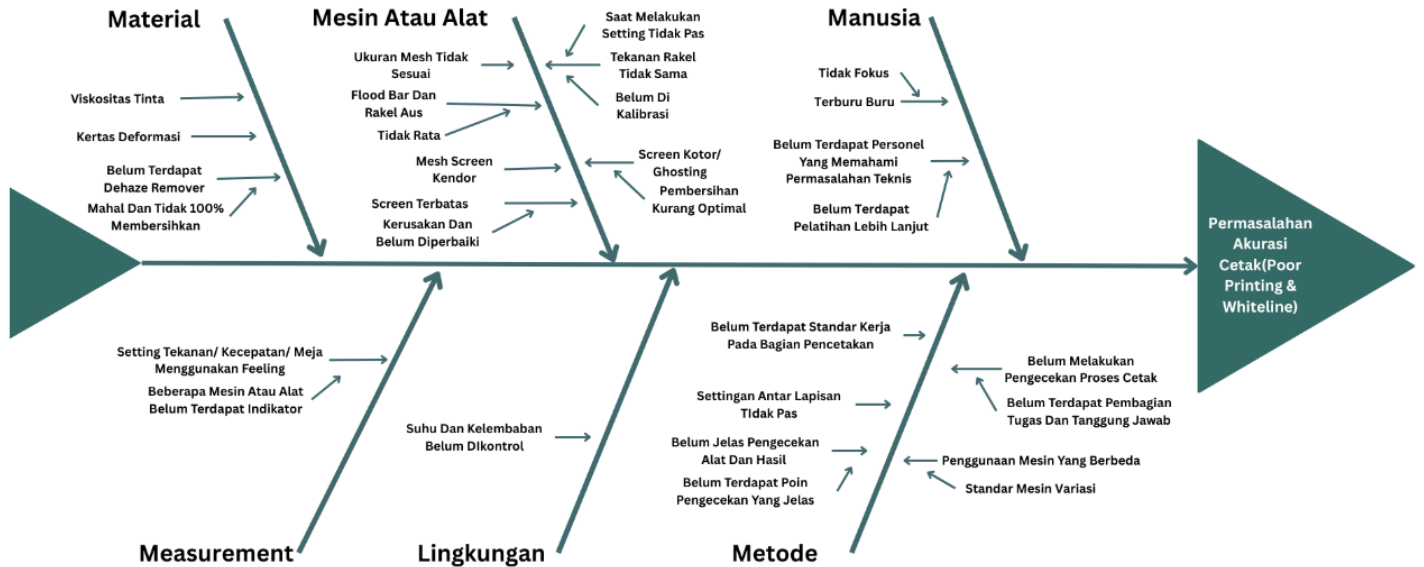 Material
Mesin Atau Alat
Manusia
Viskositas Tinta
Kertas Deformasi
Belum Terdapat
Dehaze Remover
Mahal Dan Tidak 100%
Membersihkan
Ukuran Mesh Tidak
Sesuai
Flood Bar Dan
Rakel Aus
Tidak Rata
Mesh Screen
Kendor
Screen Terbatas
Kerusakan Dan
Belum Diperbaiki
Saat Melakukan
Setting Tidak Pas
Tekanan Rakel
Tidak Sama
Belum Di
Kalibrasi
Screen Kotor/
Ghosting
Pembersihan
Kurang Optimal
Tidak Fokus
Terburu Buru
Belum Terdapat Personel
Yang Memahami
Permasalahan Teknis
Belum Terdapat
Pelatihan Lebih Lanjut
Permasalahan
Akurasi
Cetak(Poor
Printing &
Whiteline)
Setting Tekanan/ Kecepatan/ Meja
Menggunakan Feeling
Beberapa Mesin Atau Alat
Belum Terdapat Indikator
Suhu Dan Kelembaban
Belum DIkontrol
Belum Terdapat Standar Kerja
Pada Bagian Pencetakan
Settingan Antar Lapisan
TIdak Pas
Belum Jelas Pengecekan
Alat Dan Hasil
Belum Terdapat Poin
Pengecekan Yang Jelas
Belum Melakukan
Pengecekan Proses Cetak
Belum Terdapat Pembagian
Tugas Dan Tanggung Jawab
Penggunaan Mesin Yang Berbeda
Standar Mesin Variasi
Measurement
Lingkungan
Metode